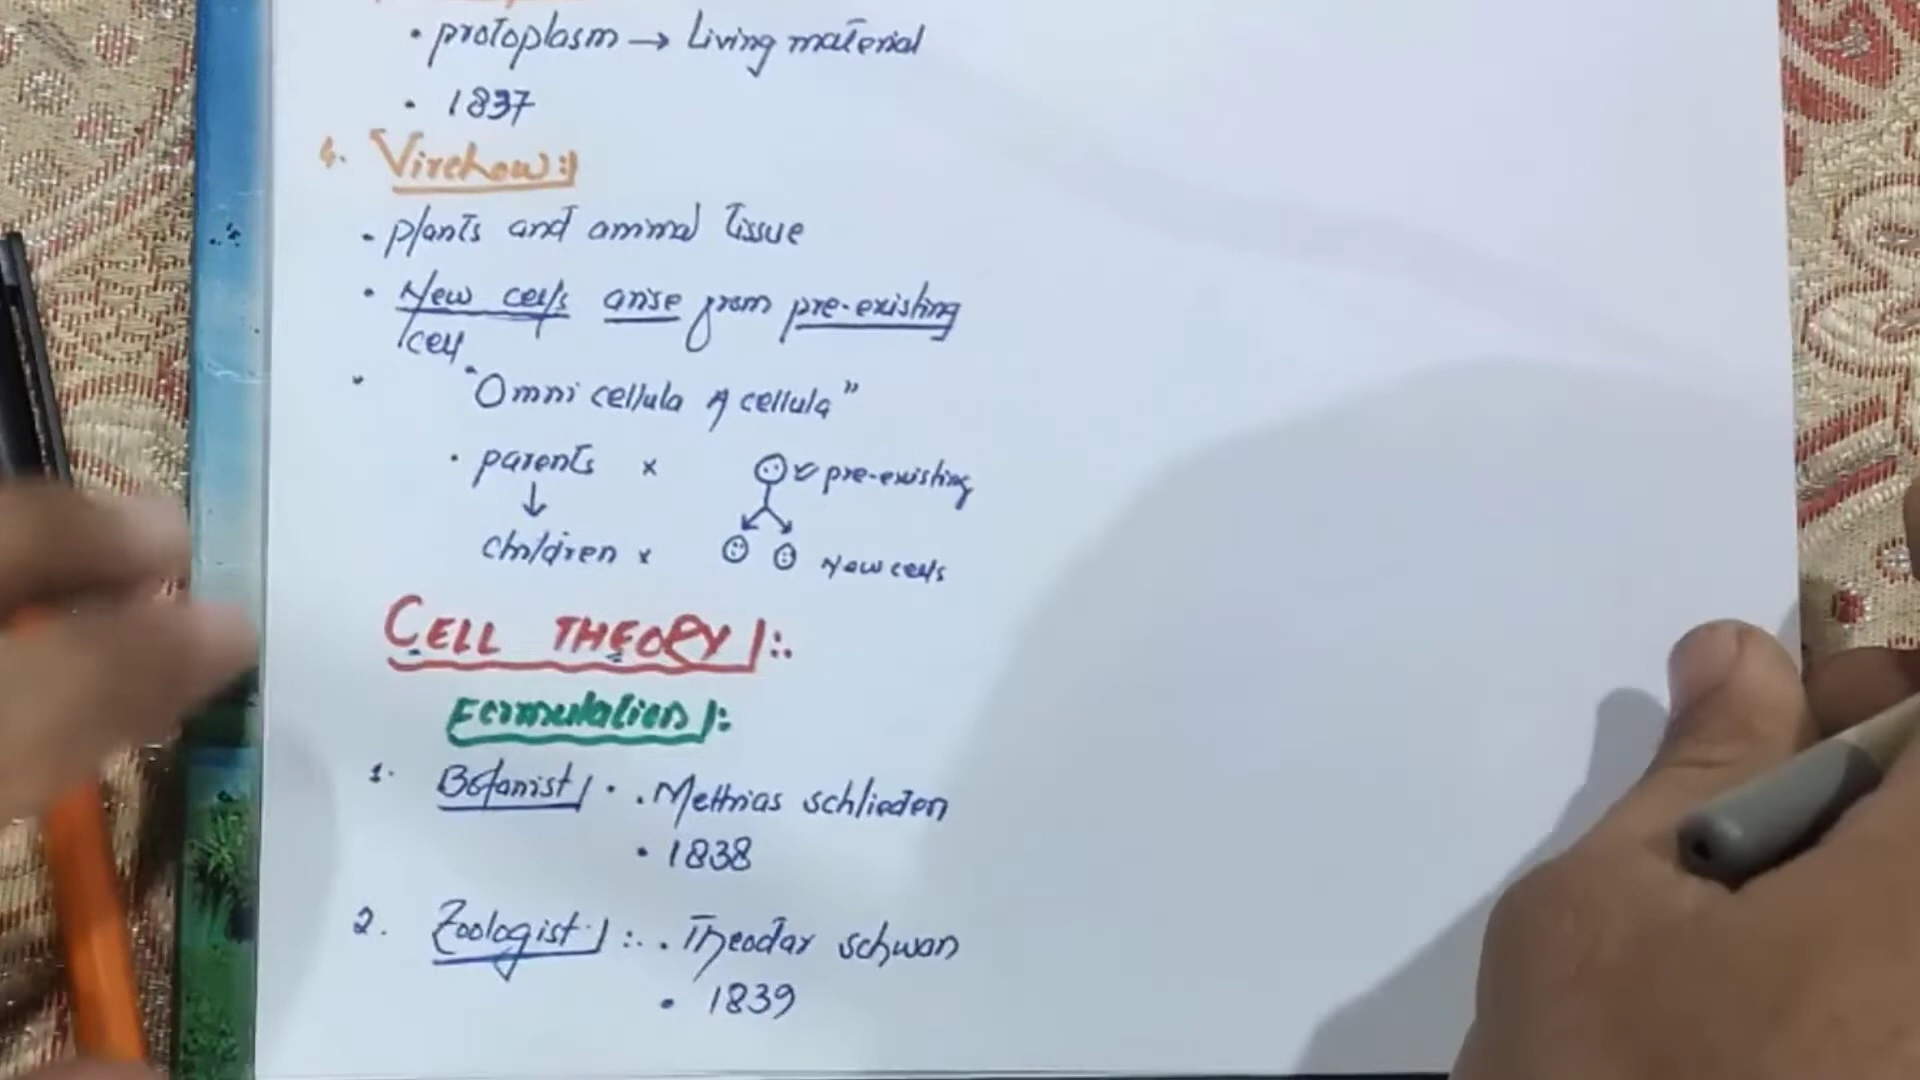 • protoplasm → Living material
• 1837
4. Virchow:|
• plants and animal tissue
• New cells arise from pre-existing
cell
"Omni cellula A cellula"
• parents x
pre-existing
↓
children x
New cells
CELL THEORY|:.
Formulation|:
1. Botanist|• • Methias schlieden
• 1838
2. Zoologist|:. • Theodar schwan
• 1839